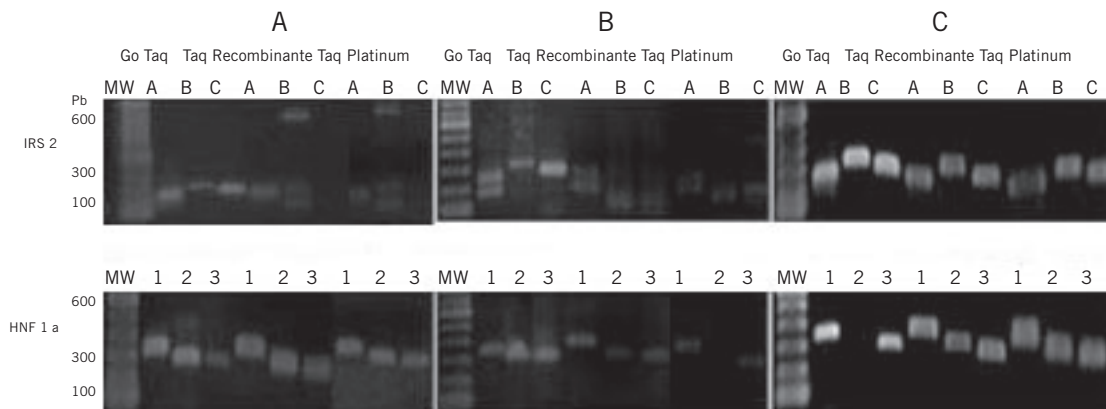 A B C
Go Taq Taq Recombinante Taq Platinum Go Taq Taq Recombinante Taq Platinum Go Taq Taq Recombinante Taq Platinum
MW A B C A B C A B C MW A B C A B C A B C MW A B C A B C A B C
Pb
600
IRS 2
300
100
MW 1 2 3 1 2 3 1 2 3 MW 1 2 3 1 2 3 1 2 3 MW 1 2 3 1 2 3 1 2 3
600
HNF 1 a
300
100